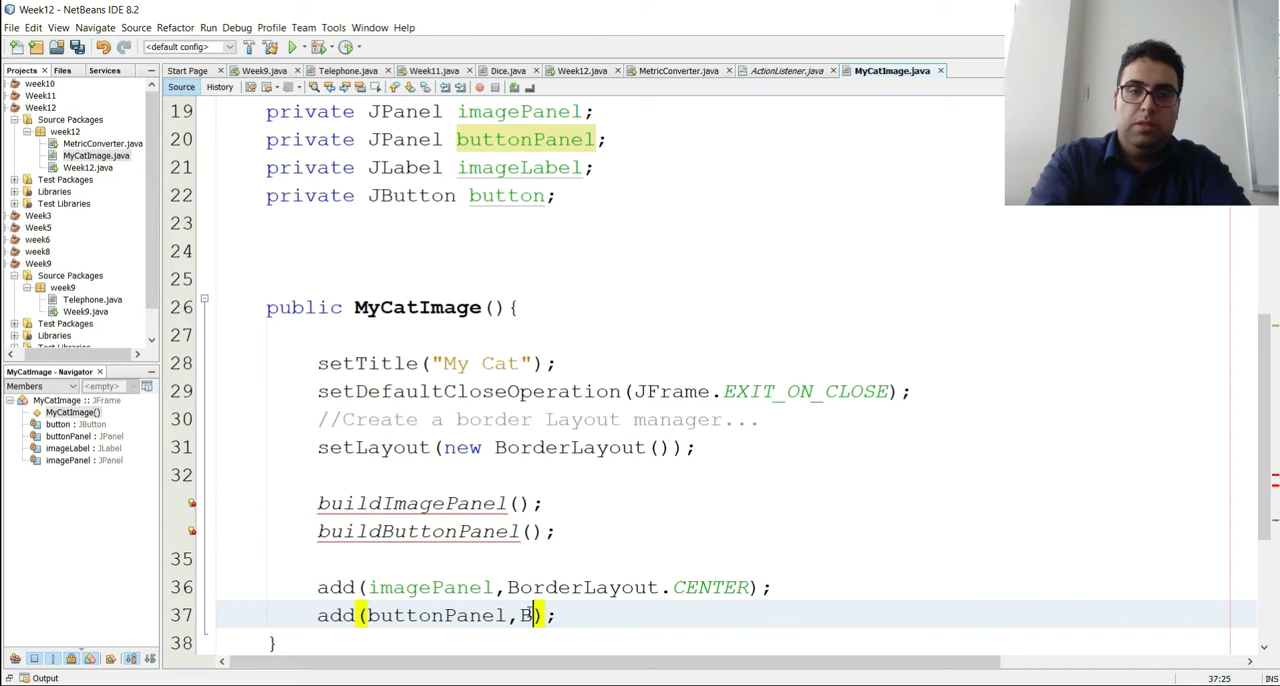 Week12 - NetBeans IDE 8.2
File Edit View Navigate Source Refactor Run Debug Profile Team Tools Window Help
<default config>
Projects Files Services
Start Page Week9.java Telephone.java Week11.java Dice.java Week12.java MetricConverter.java ActionListener.java MyCatImage.java
Source History
week10
Week11
Week12
Source Packages
week12
MetricConverter.java
MyCatImage.java
Week12.java
Test Packages
Libraries
Test Libraries
Week3
Week5
week6
week8
Week9
Source Packages
week9
Telephone.java
Week9.java
Test Packages
Libraries
Test Libraries
MyCatImage - Navigator
Members <empty>
MyCatImage :: JFrame
MyCatImage()
button : JButton
buttonPanel : JPanel
imageLabel : JLabel
imagePanel : JPanel
19 private JPanel imagePanel;
20 private JPanel buttonPanel;
21 private JLabel imageLabel;
22 private JButton button;
23
24
25
26 public MyCatImage(){
27
28 setTitle("My Cat");
29 setDefaultCloseOperation(JFrame.EXIT_ON_CLOSE);
30 //Create a border Layout manager...
31 setLayout(new BorderLayout());
32
buildImagePanel();
buildButtonPanel();
35
36 add(imagePanel,BorderLayout.CENTER);
37 add(buttonPanel,B);
38 }
Output
37:25 INS